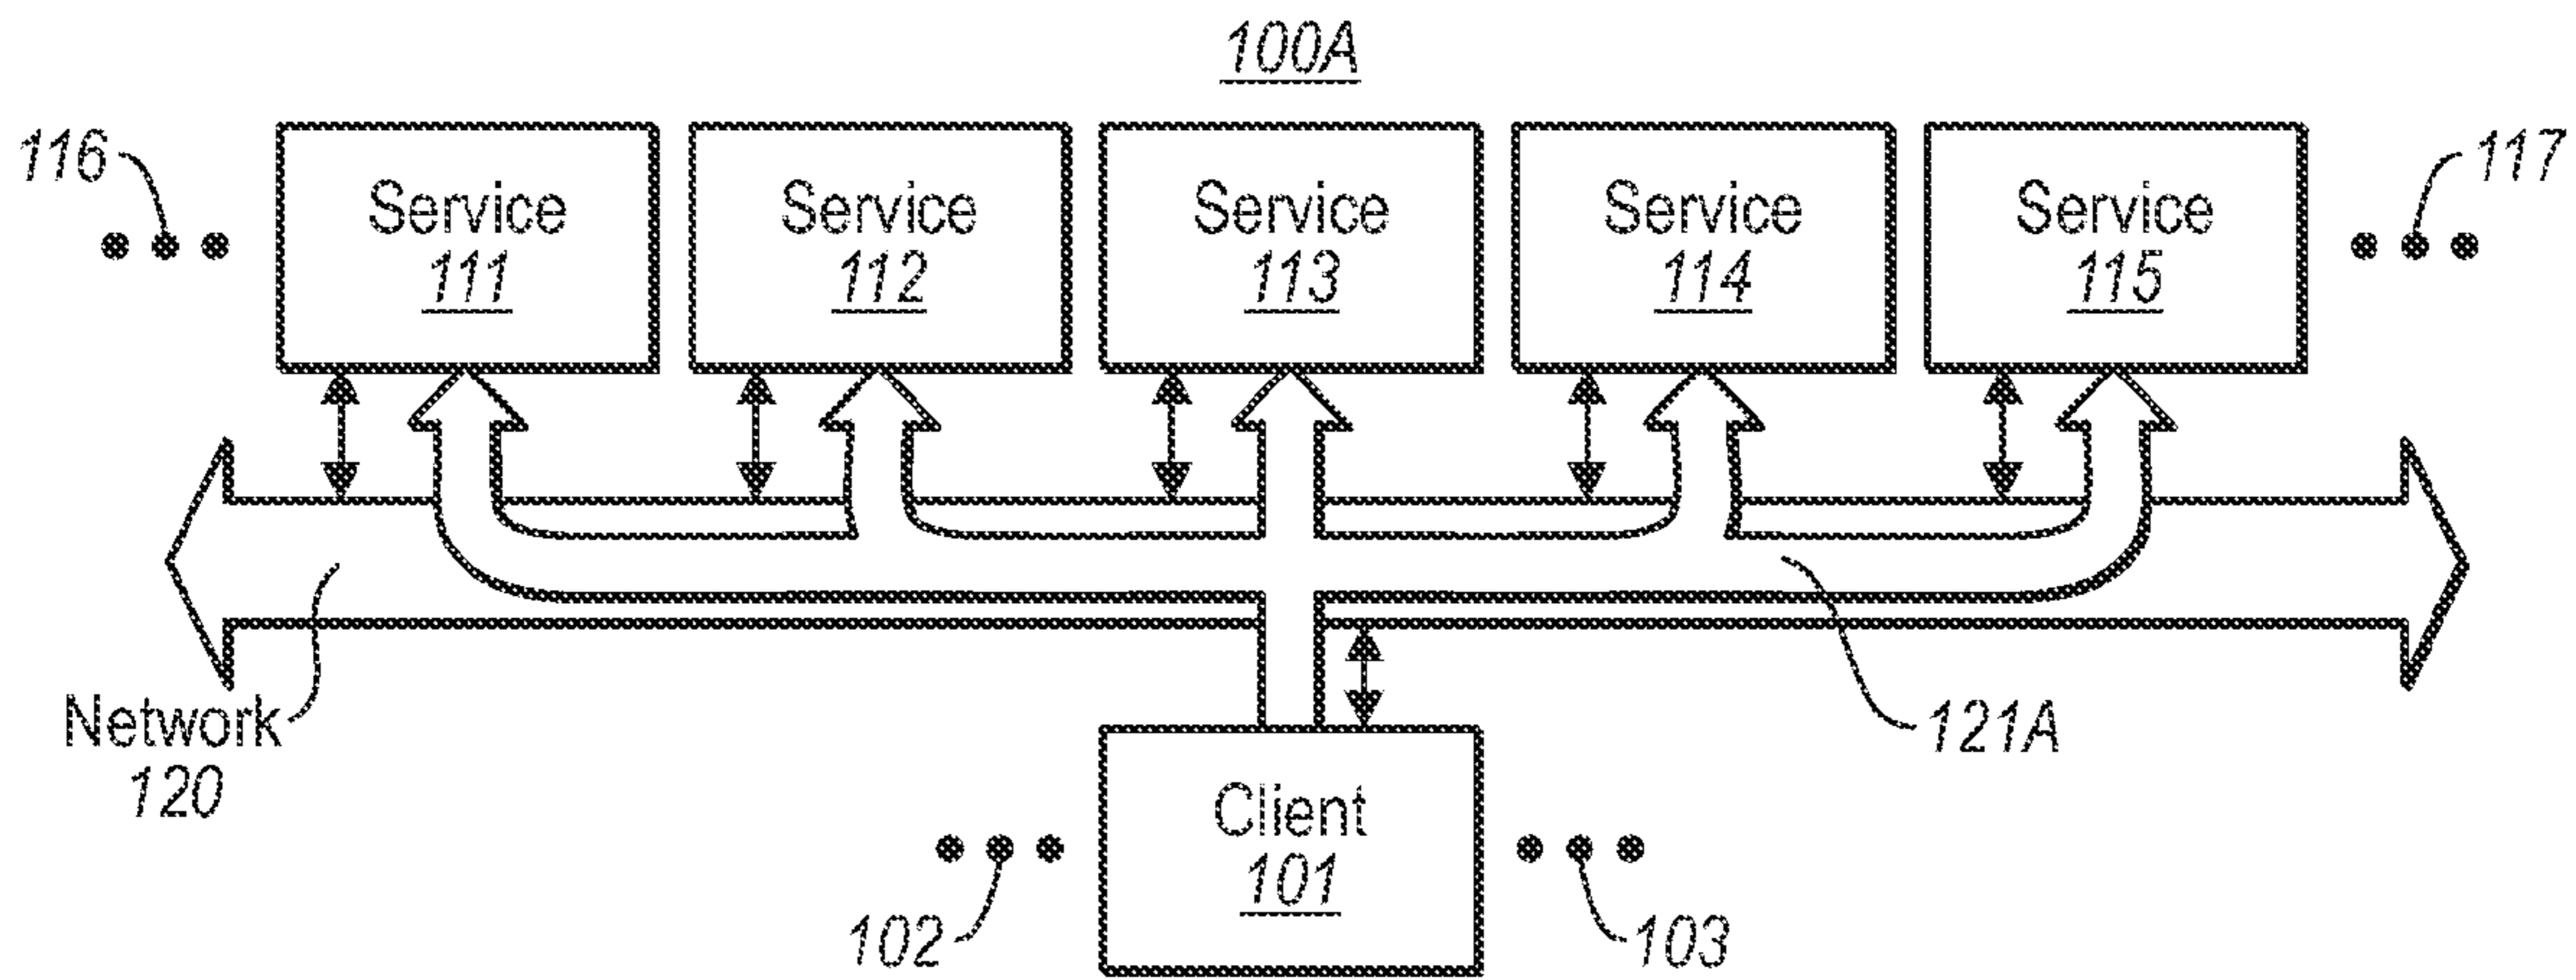 100A
116
117
Service
111
Service
112
Service
113
Service
114
Service
115
Network
120
121A
Client
101
102
103